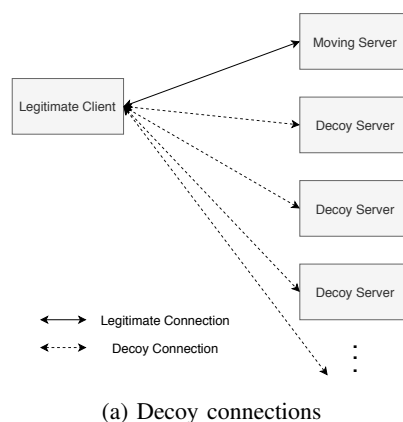 Moving Server
Legitimate Client
Decoy Server
Decoy Server
Decoy Server
Legitimate Connection
Decoy Connection
(a) Decoy connections